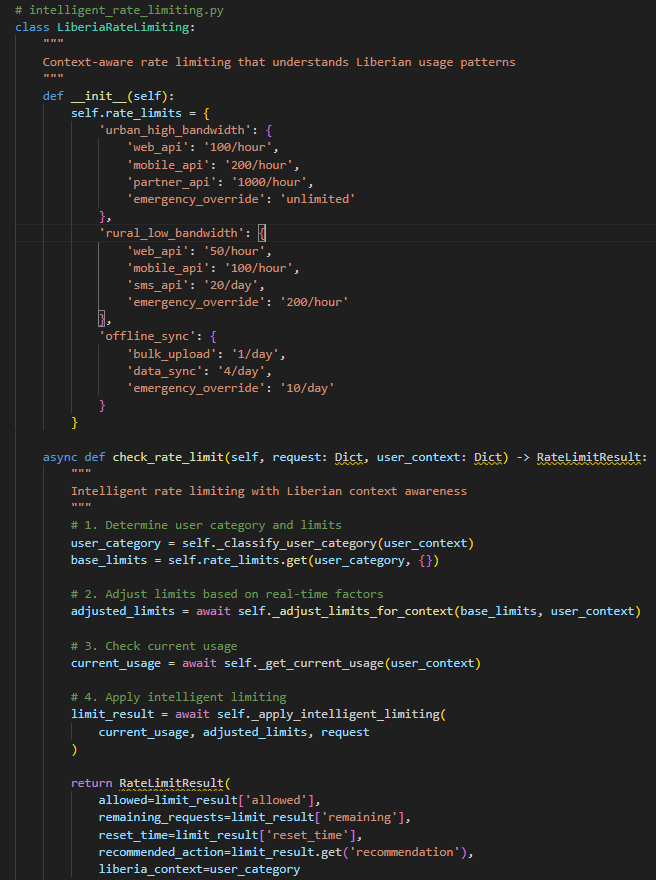 # intelligent_rate_limiting.py
class LiberiaRateLimiting:
    """
    Context-aware rate limiting that understands Liberian usage patterns
    """
    def __init__(self):
        self.rate_limits = {
            'urban_high_bandwidth': {
                'web_api': '100/hour',
                'mobile_api': '200/hour',
                'partner_api': '1000/hour',
                'emergency_override': 'unlimited'
            },
            'rural_low_bandwidth': {
                'web_api': '50/hour',
                'mobile_api': '100/hour',
                'sms_api': '20/day',
                'emergency_override': '200/hour'
            },
            'offline_sync': {
                'bulk_upload': '1/day',
                'data_sync': '4/day',
                'emergency_override': '10/day'
            }
        }

    async def check_rate_limit(self, request: Dict, user_context: Dict) -> RateLimitResult:
        """
        Intelligent rate limiting with Liberian context awareness
        """
        # 1. Determine user category and limits
        user_category = self._classify_user_category(user_context)
        base_limits = self.rate_limits.get(user_category, {})

        # 2. Adjust limits based on real-time factors
        adjusted_limits = await self._adjust_limits_for_context(base_limits, user_context)

        # 3. Check current usage
        current_usage = await self._get_current_usage(user_context)

        # 4. Apply intelligent limiting
        limit_result = await self._apply_intelligent_limiting(
            current_usage, adjusted_limits, request
        )

        return RateLimitResult(
            allowed=limit_result['allowed'],
            remaining_requests=limit_result['remaining'],
            reset_time=limit_result['reset_time'],
            recommended_action=limit_result.get('recommendation'),
            liberia_context=user_category